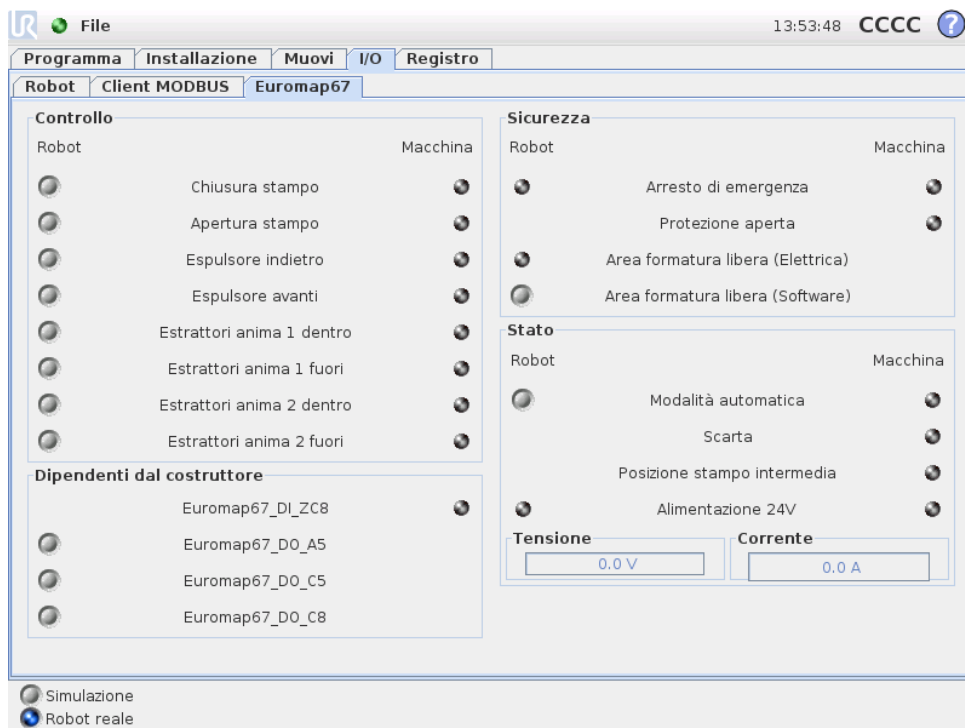 UR File 13:53:48 CCCC ?
Programma Installazione Muovi I/O Registro
Robot Client MODBUS Euromap67
Controllo
Robot Macchina
Chiusura stampo
Apertura stampo
Espulsore indietro
Espulsore avanti
Estrattori anima 1 dentro
Estrattori anima 1 fuori
Estrattori anima 2 dentro
Estrattori anima 2 fuori
Dipendenti dal costruttore
Euromap67_DI_ZC8
Euromap67_DO_A5
Euromap67_DO_C5
Euromap67_DO_C8
Sicurezza
Robot Macchina
Arresto di emergenza
Protezione aperta
Area formatura libera (Elettrica)
Area formatura libera (Software)
Stato
Robot Macchina
Modalità automatica
Scarta
Posizione stampo intermedia
Alimentazione 24V
Tensione Corrente
0.0 V 0.0 A
Simulazione
Robot reale